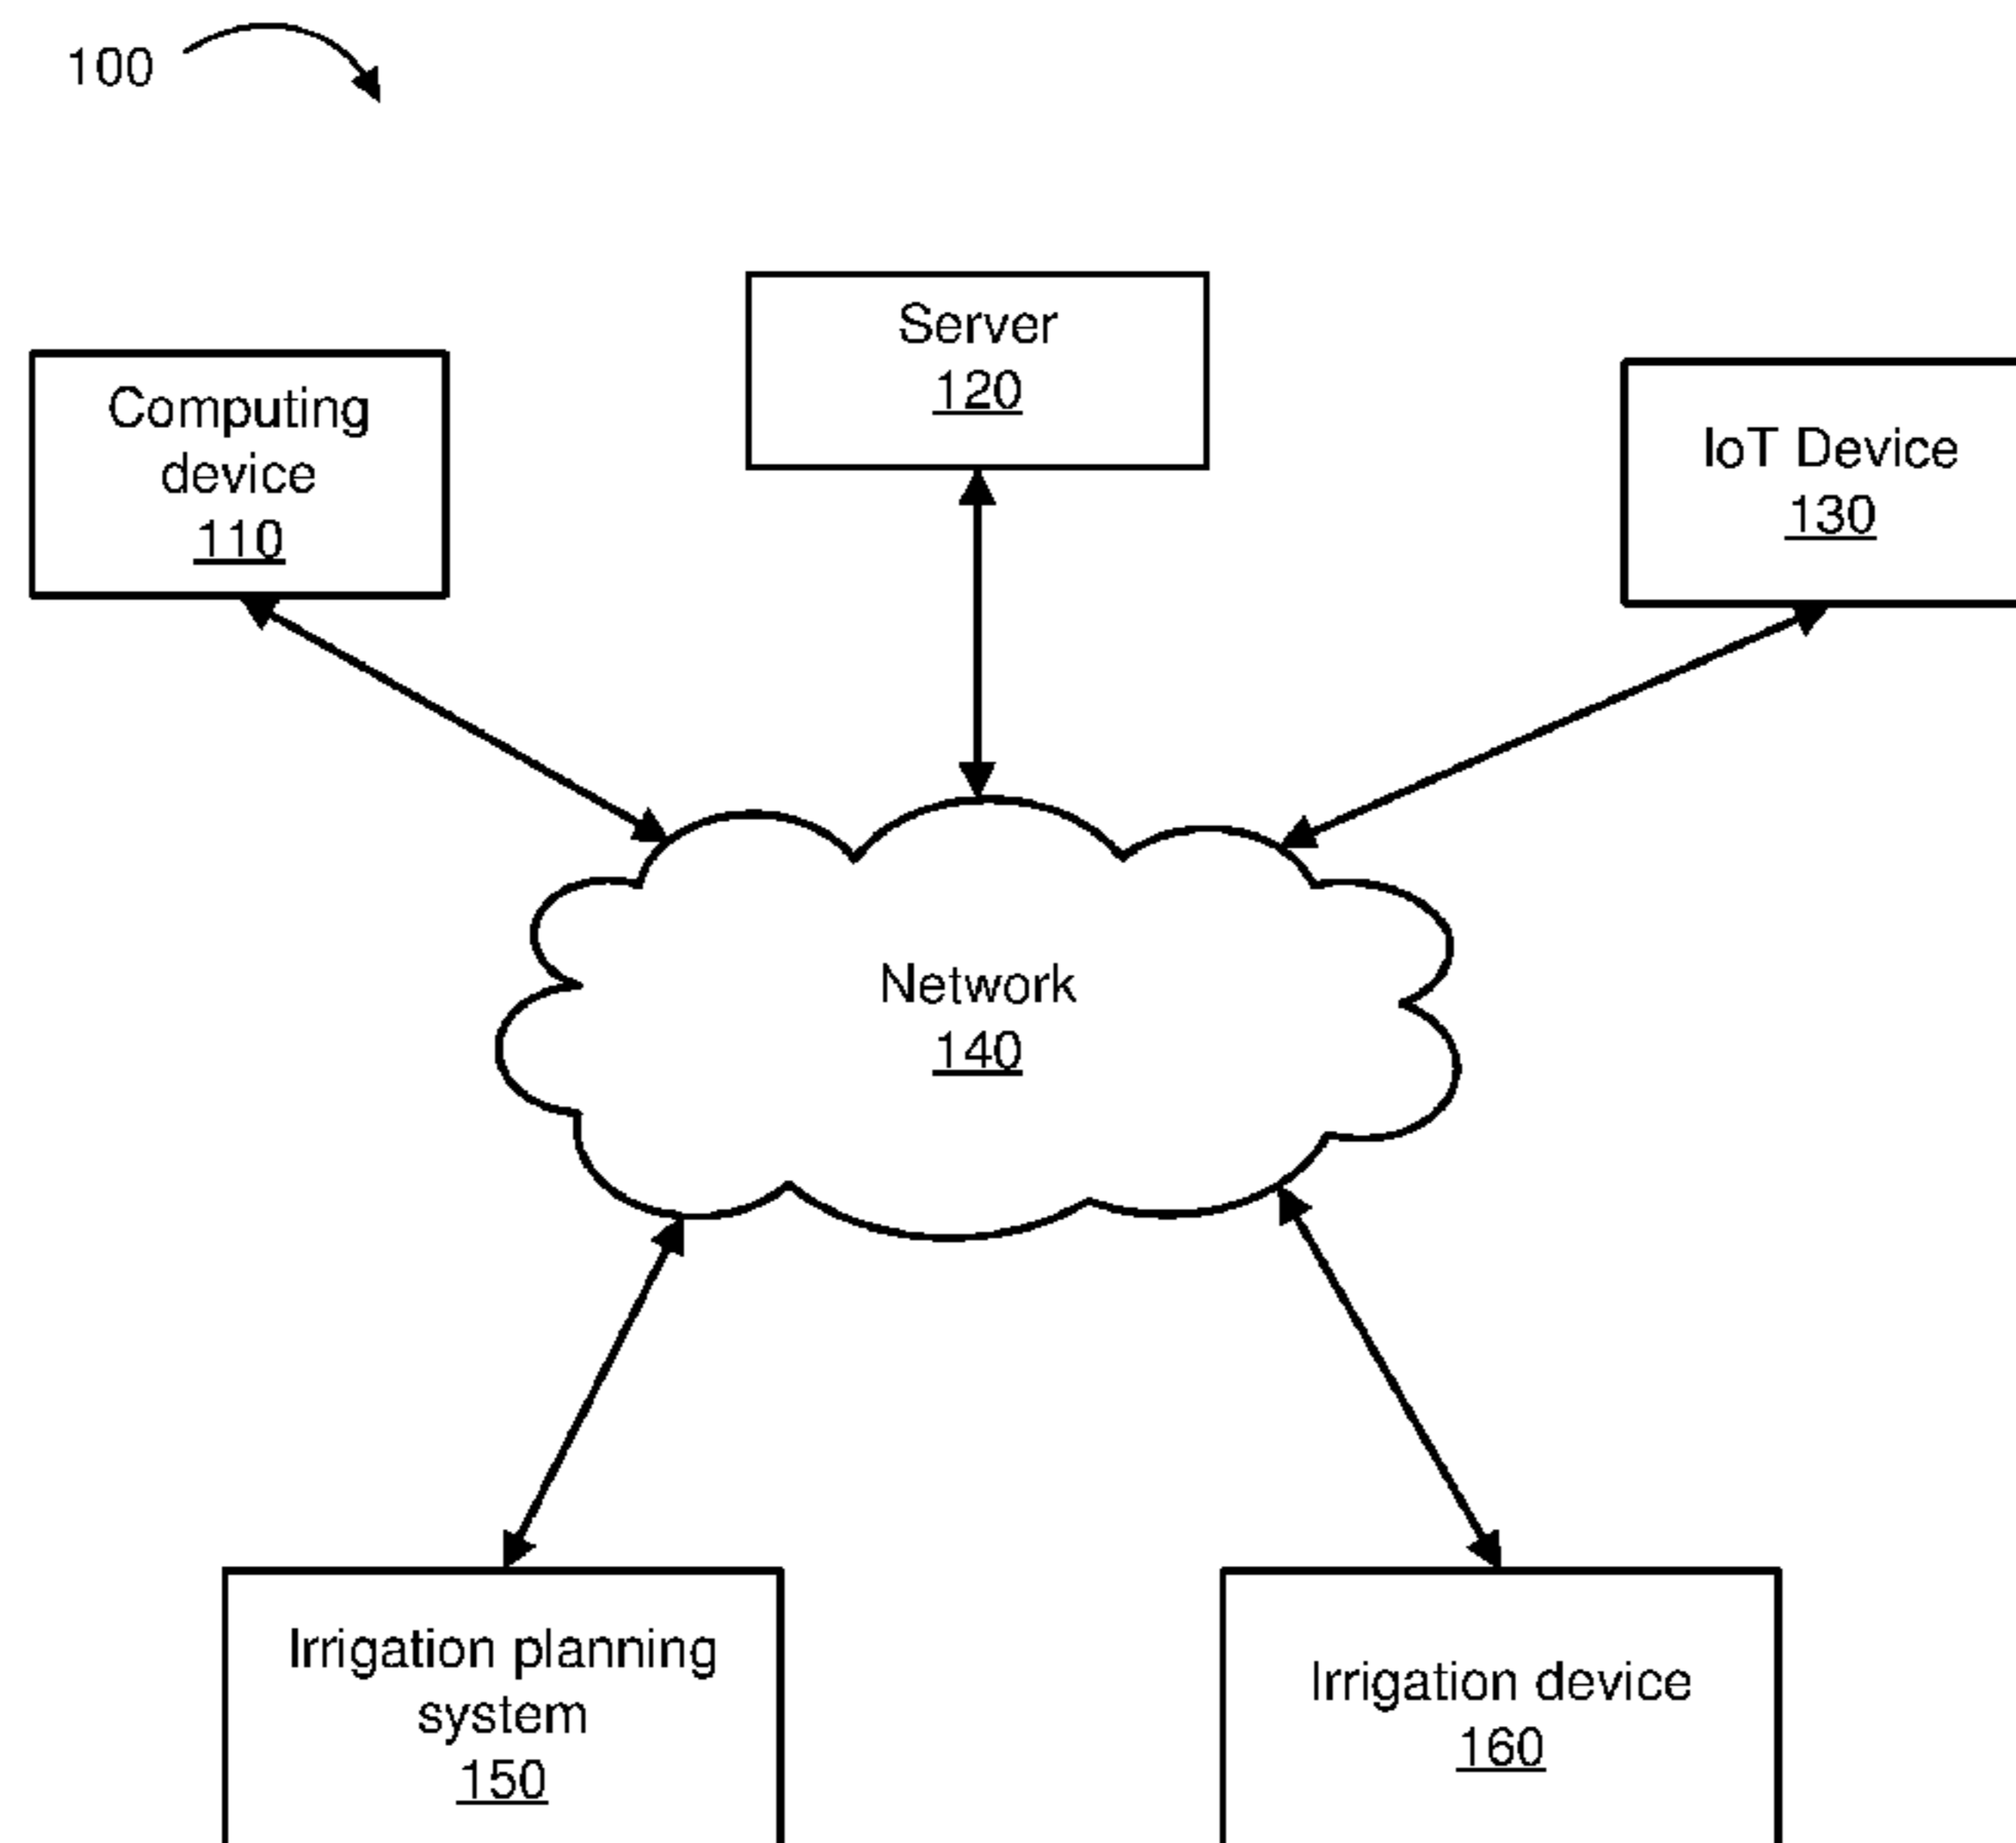 100
Server
120
Computing
device
110
IoT Device
130
Network
140
Irrigation planning
system
150
Irrigation device
160